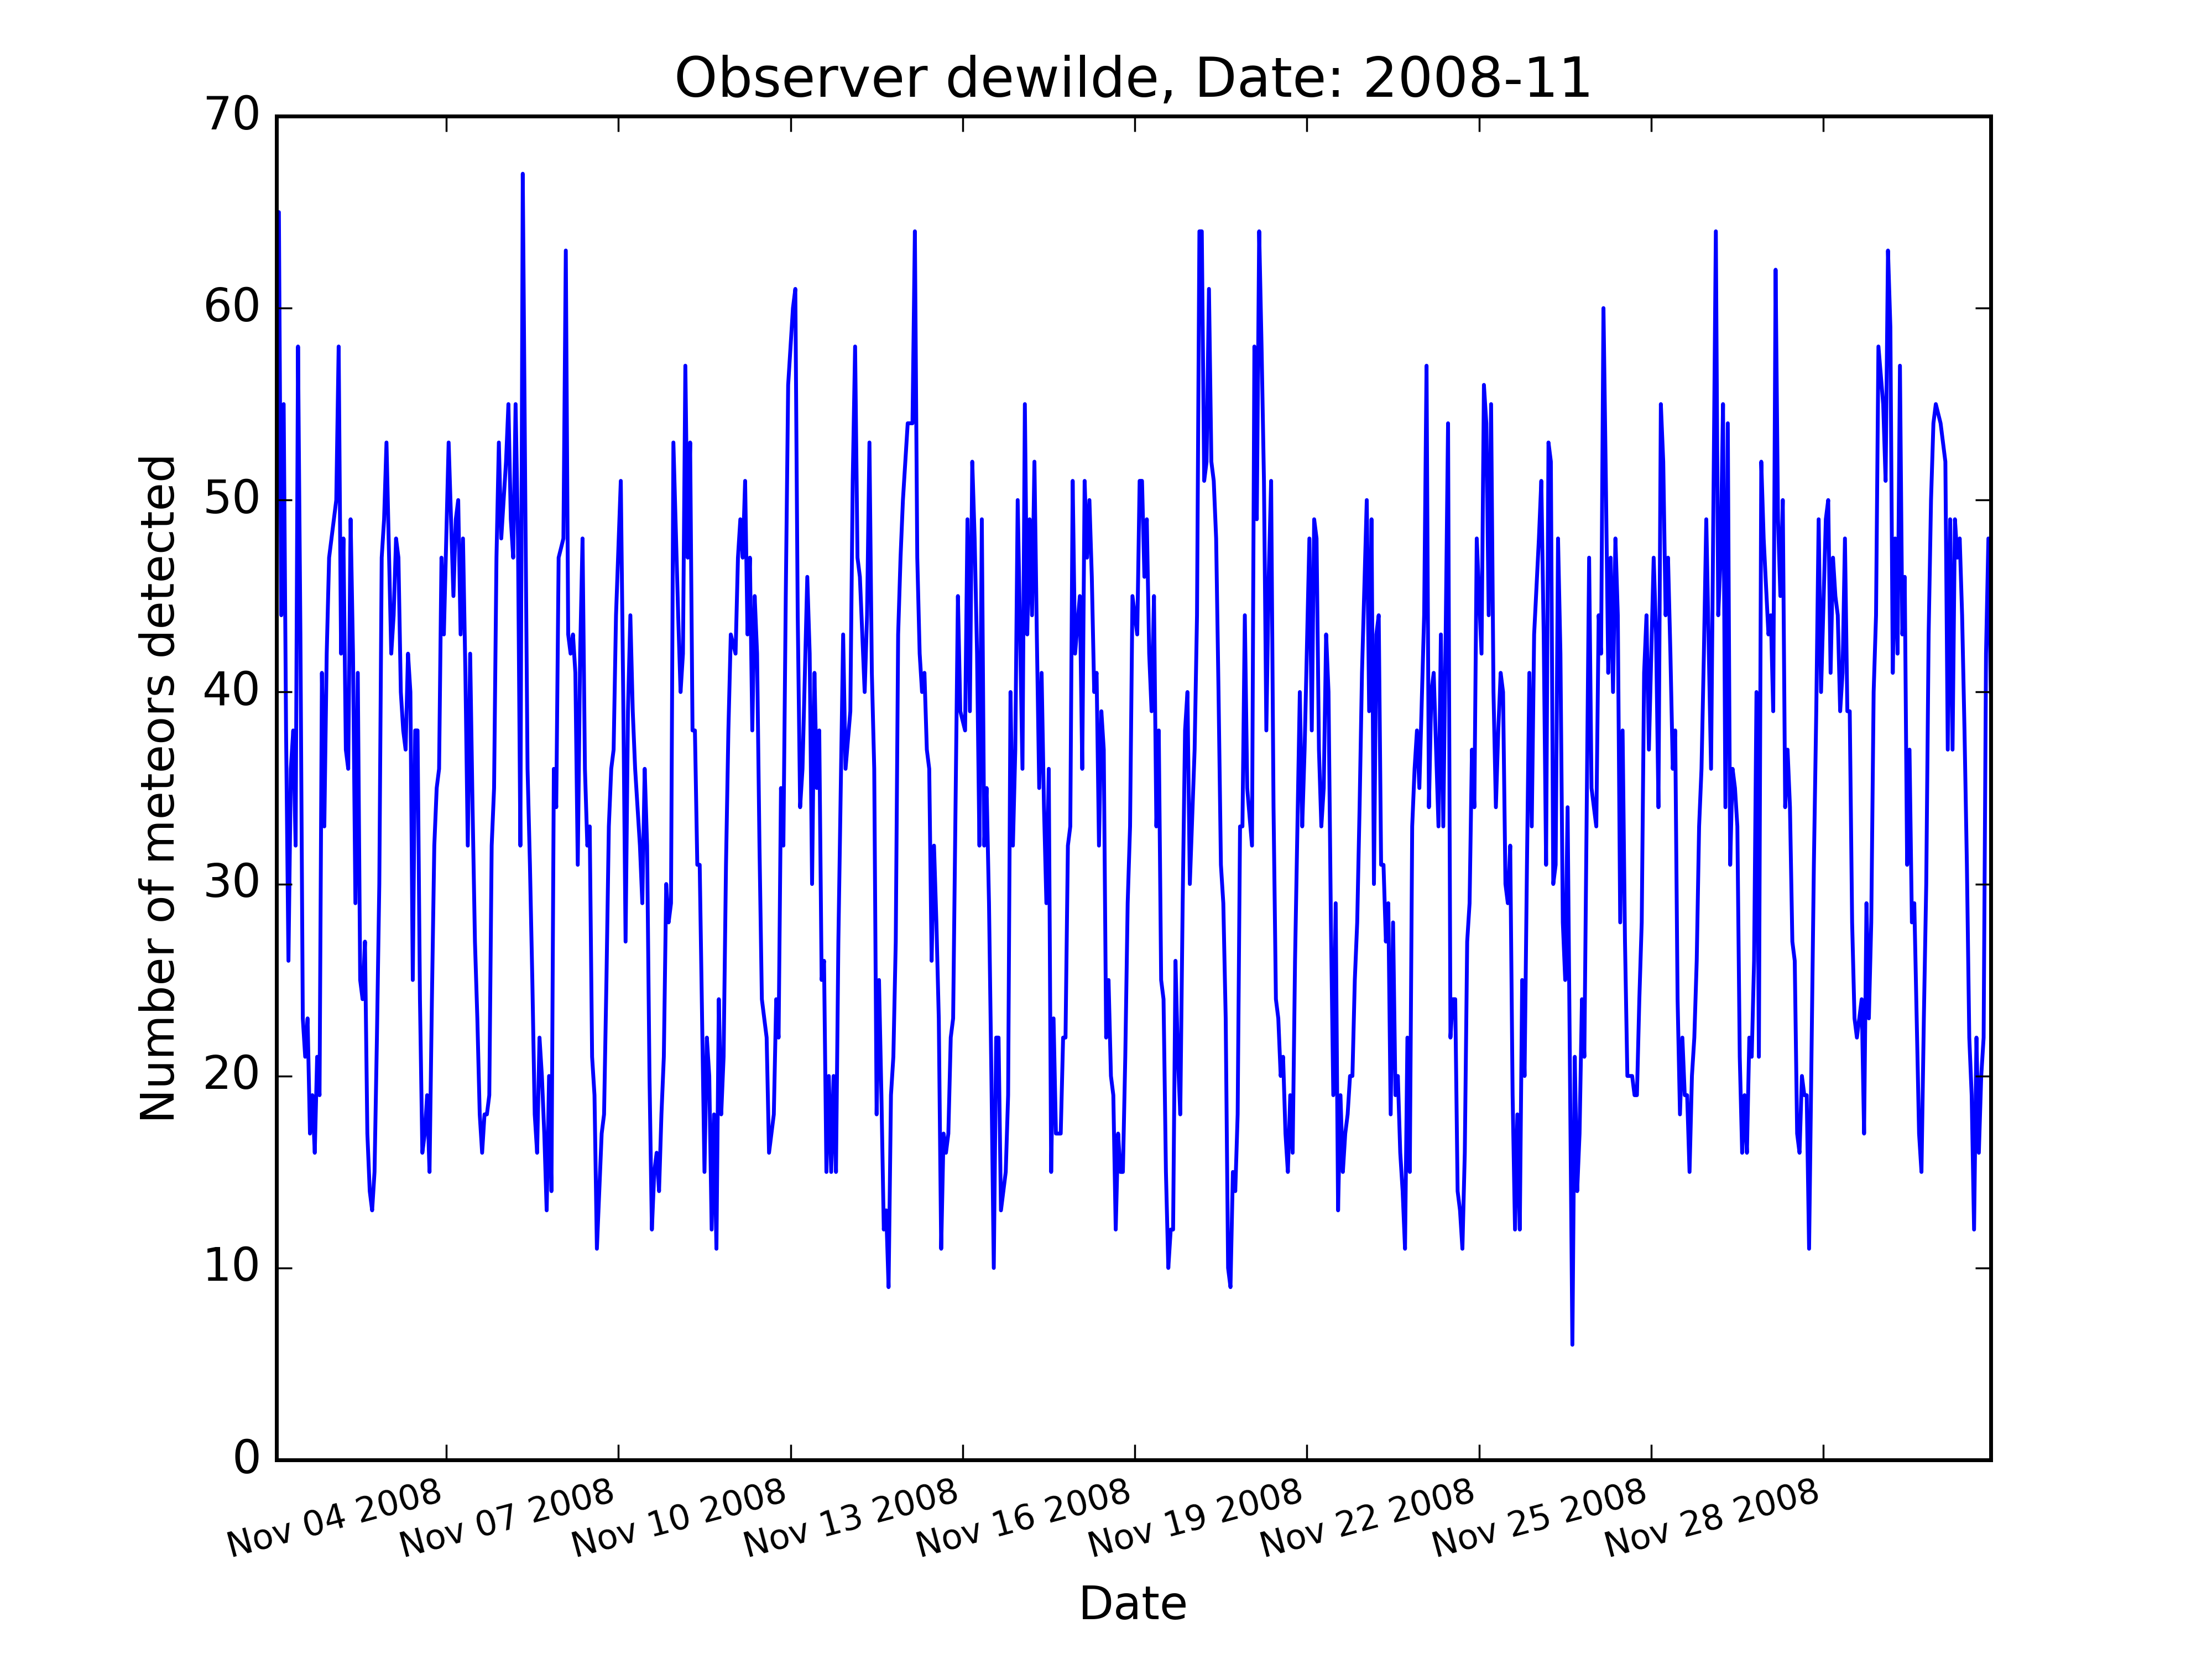 Observer dewilde, Date: 2008-11
Number of meteors detected
70
60
50
40
30
20
10
0
Nov 04 2008
Nov 07 2008
Nov 10 2008
Nov 13 2008
Nov 16 2008
Nov 19 2008
Nov 22 2008
Nov 25 2008
Nov 28 2008
Date